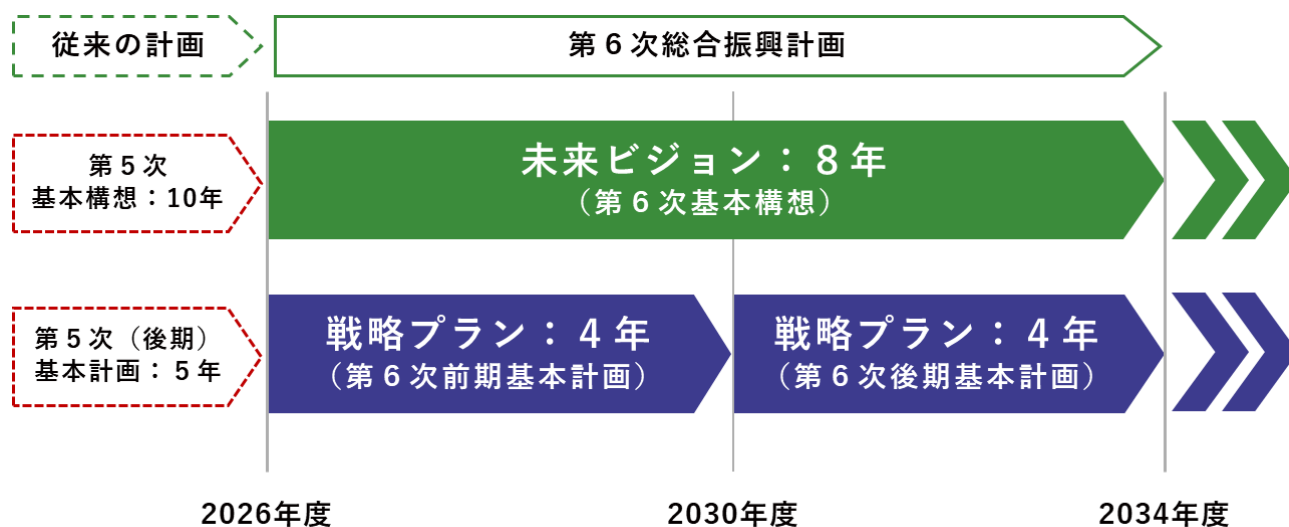 従来の計画
第6次総合振興計画
第5次
基本構想：10年
未来ビジョン：8年
（第6次基本構想）
第5次（後期）
基本計画：5年
戦略プラン：4年
（第6次前期基本計画）
戦略プラン：4年
（第6次後期基本計画）
2026年度
2030年度
2034年度